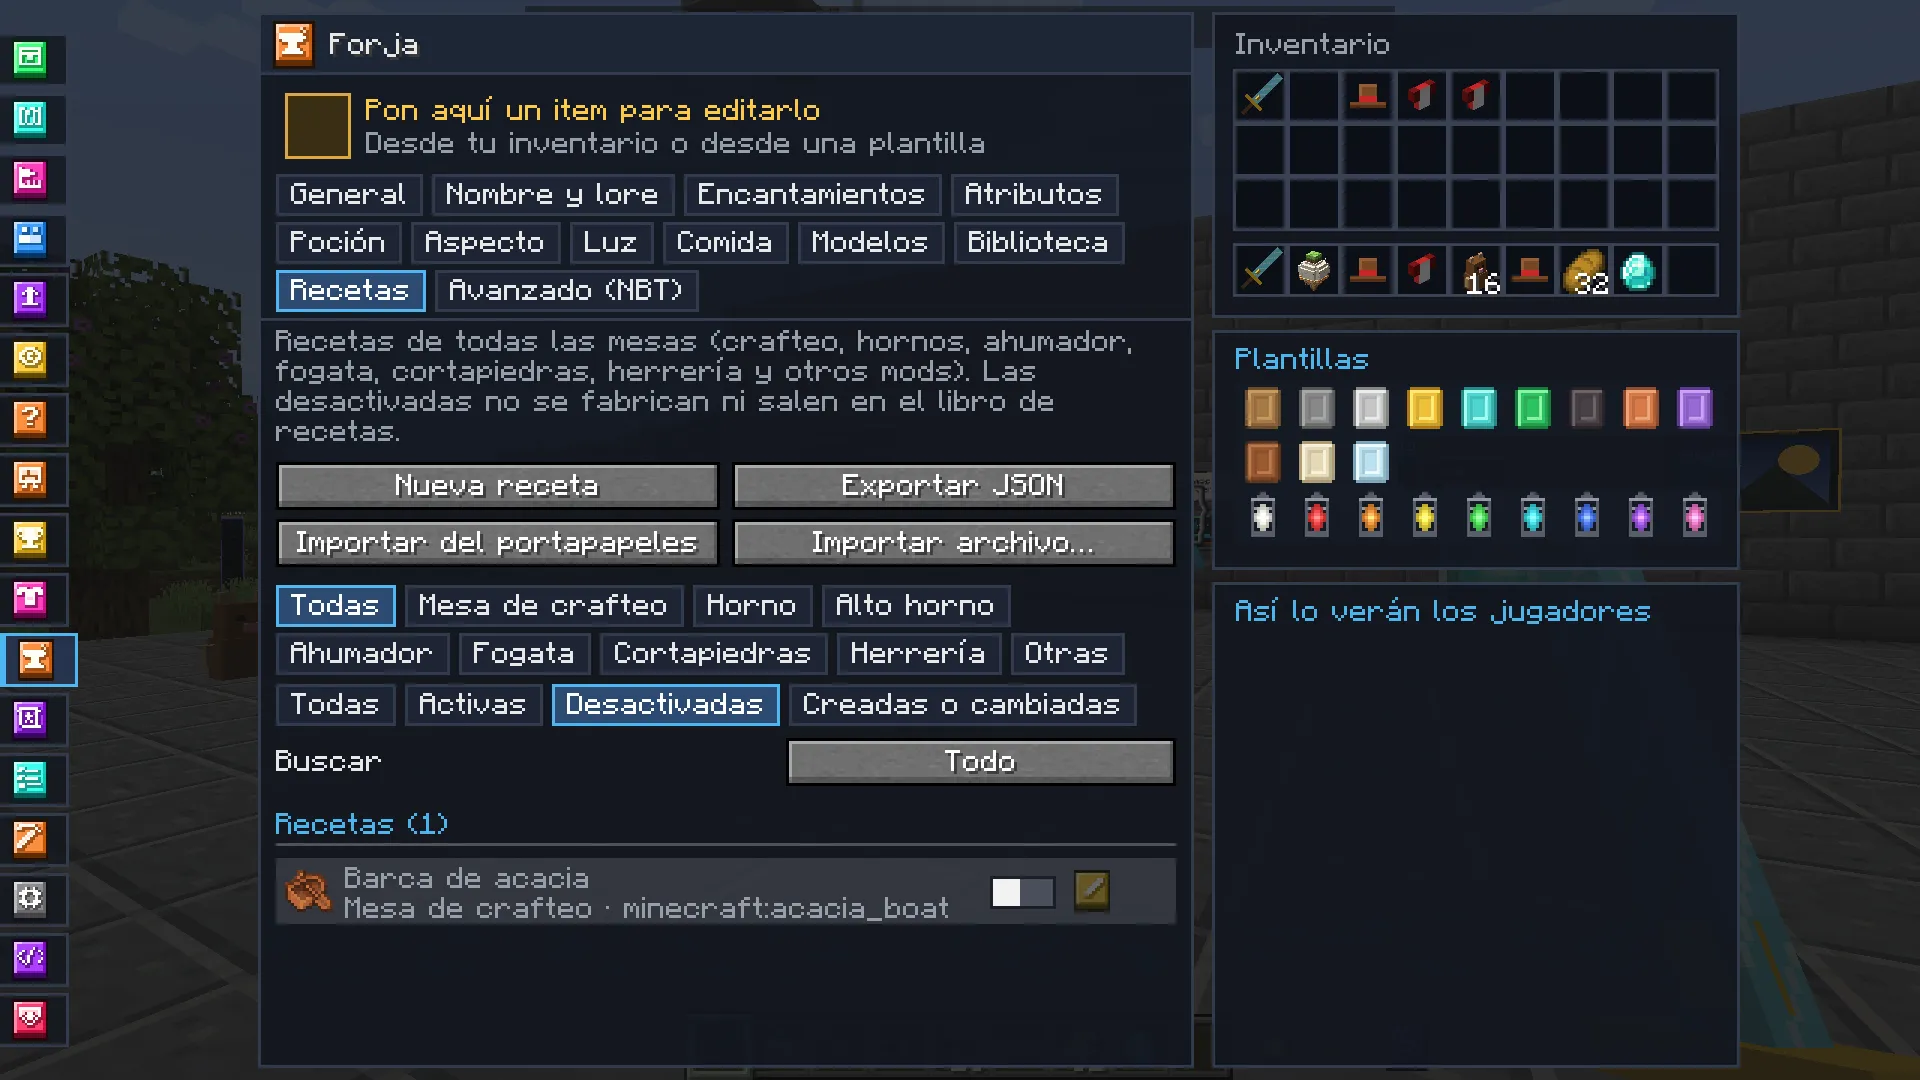 Forja
Pon aquí un item para editarlo
Desde tu inventario o desde una plantilla
General
Nombre y lore
Encantamientos
Atributos
Poción
Aspecto
Luz
Comida
Modelos
Biblioteca
Recetas
Avanzado (NBT)
Recetas de todas las mesas (crafteo, hornos, ahumador,
fogata, cortapiedras, herrería y otros mods). Las
desactivadas no se fabrican ni salen en el libro de
recetas.
Nueva receta
Exportar JSON
Importar del portapapeles
Importar archivo...
Todas
Mesa de crafteo
Horno
Alto horno
Ahumador
Fogata
Cortapiedras
Herrería
Otras
Todas
Activas
Desactivadas
Creadas o cambiadas
Buscar
Todo
Recetas (1)
Barca de acacia
Mesa de crafteo · minecraft:acacia_boat
Inventario
16
32
Plantillas
Así lo verán los jugadores